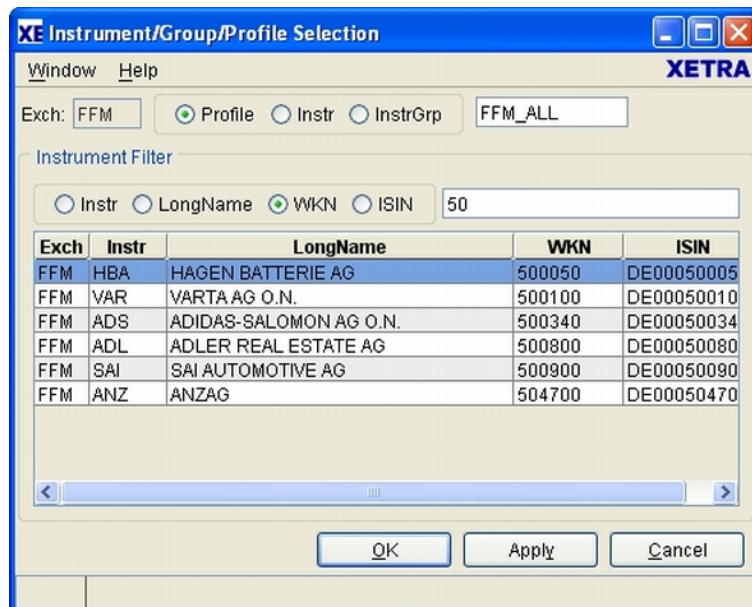 XE Instrument/Group/Profile Selection
Window Help XETRA
Exch: FFM Profile Instr InstrGrp FFM_ALL
Instrument Filter
Instr LongName WKN ISIN 50
Exch Instr LongName WKN ISIN
FFM HBA HAGEN BATTERIE AG 500050 DE00050005
FFM VAR VARTA AG O.N. 500100 DE00050010
FFM ADS ADIDAS-SALOMON AG O.N. 500340 DE00050034
FFM ADL ADLER REAL ESTATE AG 500800 DE00050080
FFM SAI SAI AUTOMOTIVE AG 500900 DE00050090
FFM ANZ ANZAG 504700 DE00050470
OK Apply Cancel